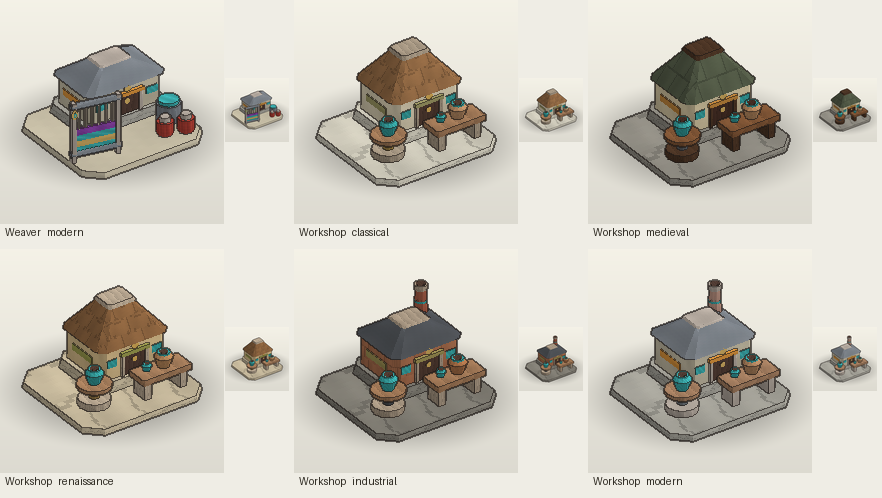 Weaver modern
Workshop classical
Workshop medieval
Workshop renaissance
Workshop industrial
Workshop modern